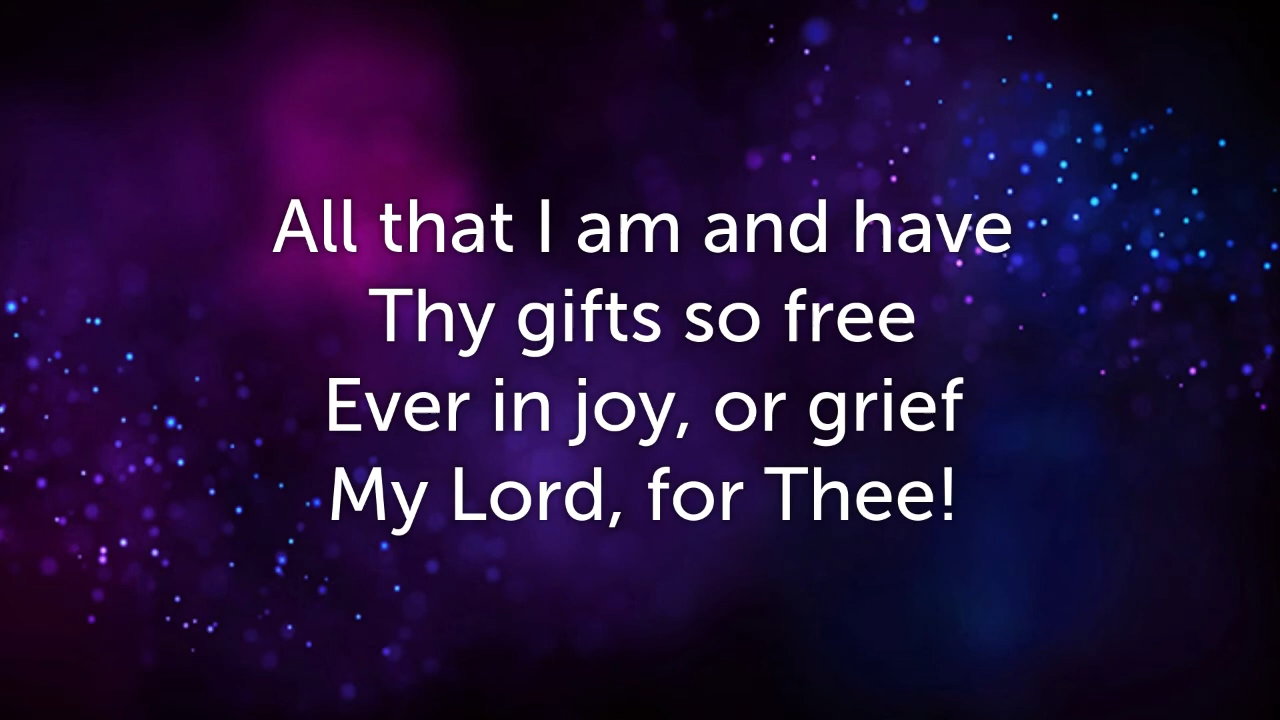 All that I am and have
Thy gifts so free
Ever in joy, or grief
My Lord, for Thee!